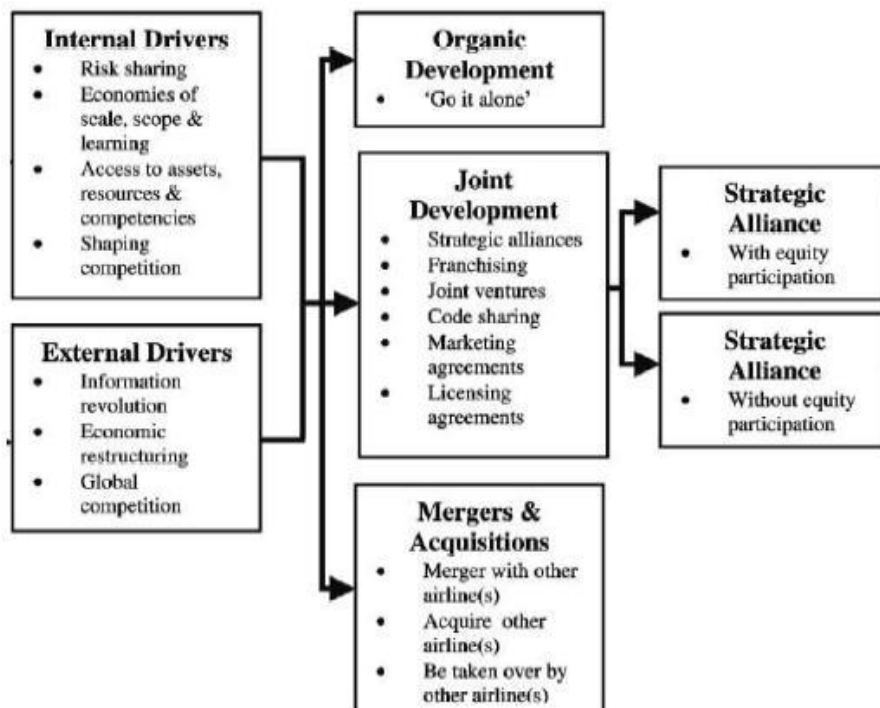 Internal Drivers
• Risk sharing
• Economies of
scale, scope &
learning
• Access to assets,
resources &
competencies
• Shaping
competition
External Drivers
• Information
revolution
• Economic
restructuring
• Global
competition
Organic
Development
• ‘Go it alone’
Joint
Development
• Strategic alliances
• Franchising
• Joint ventures
• Code sharing
• Marketing
agreements
• Licensing
agreements
Mergers &
Acquisitions
• Merger with other
airline(s)
• Acquire other
airline(s)
• Be taken over by
other airline(s)
Strategic
Alliance
• With equity
participation
Strategic
Alliance
• Without equity
participation